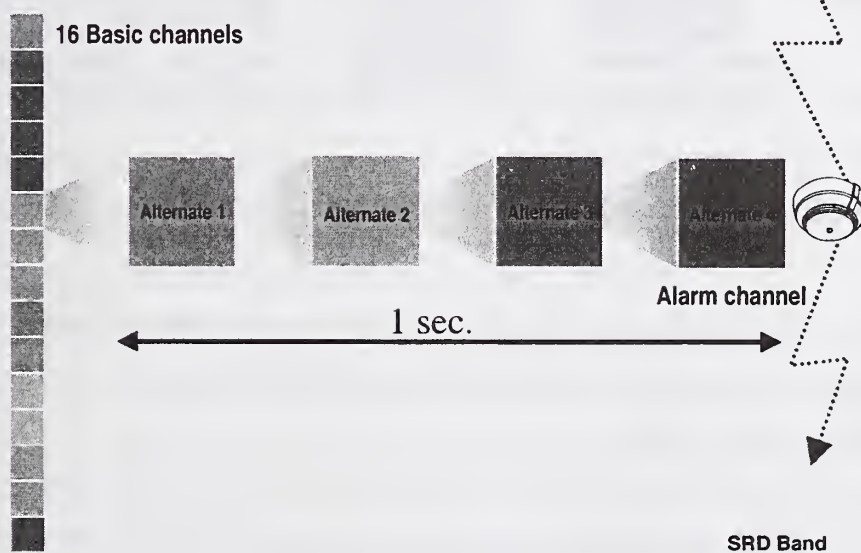 16 Basic channels
Alternate 1
Alternate 2
Alternate 3
Alternate 4
Alarm channel
1 sec.
SRD Band